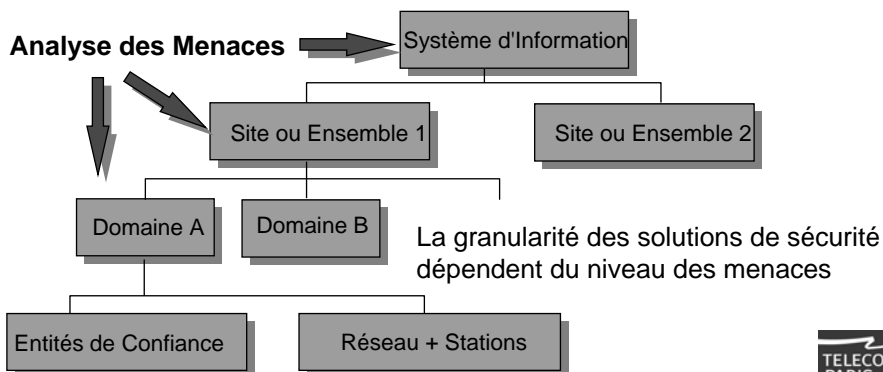 Analyse des Menaces
Système d'Information
Site ou Ensemble 1
Site ou Ensemble 2
Domaine A
Domaine B
La granularité des solutions de sécurité
dépendent du niveau des menaces
Entités de Confiance
Réseau + Stations